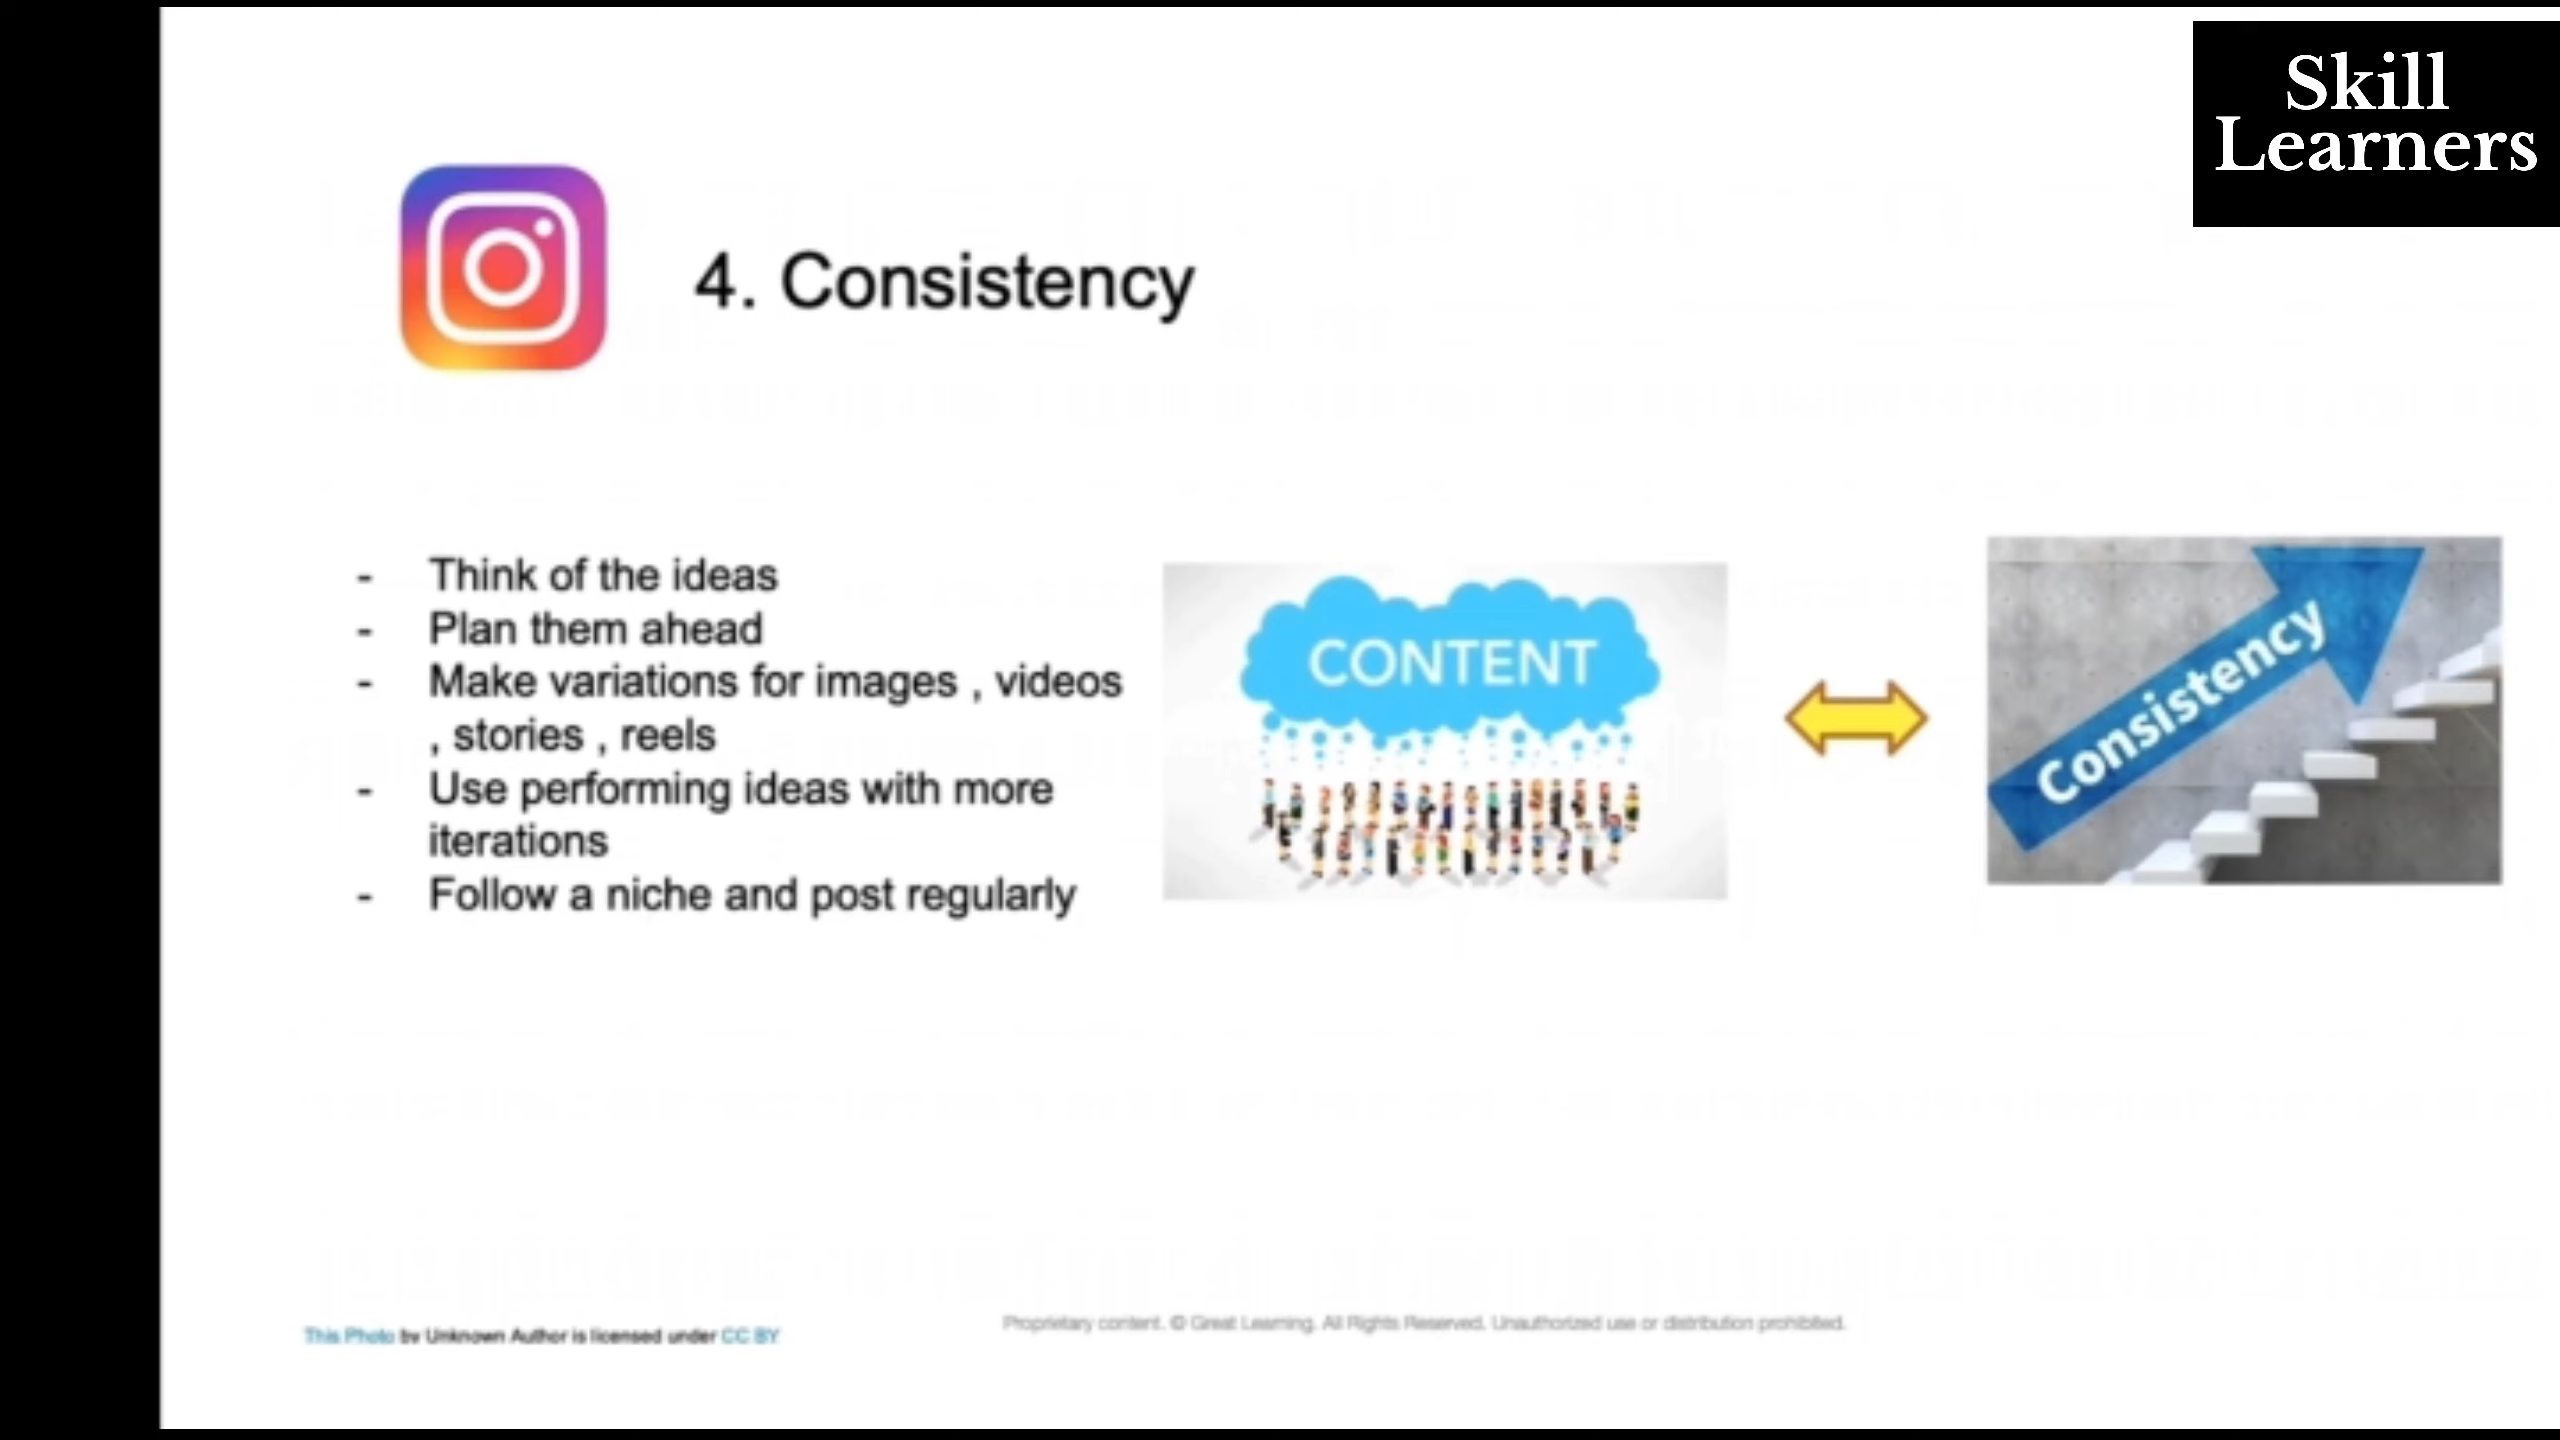 Skill
Learners
4. Consistency
- Think of the ideas
- Plan them ahead
- Make variations for images , videos
, stories , reels
- Use performing ideas with more
iterations
- Follow a niche and post regularly
CONTENT
Consistency
This Photo by Unknown Author is licensed under CC BY
Proprietary content. © Great Learning. All Rights Reserved. Unauthorized use or distribution prohibited.